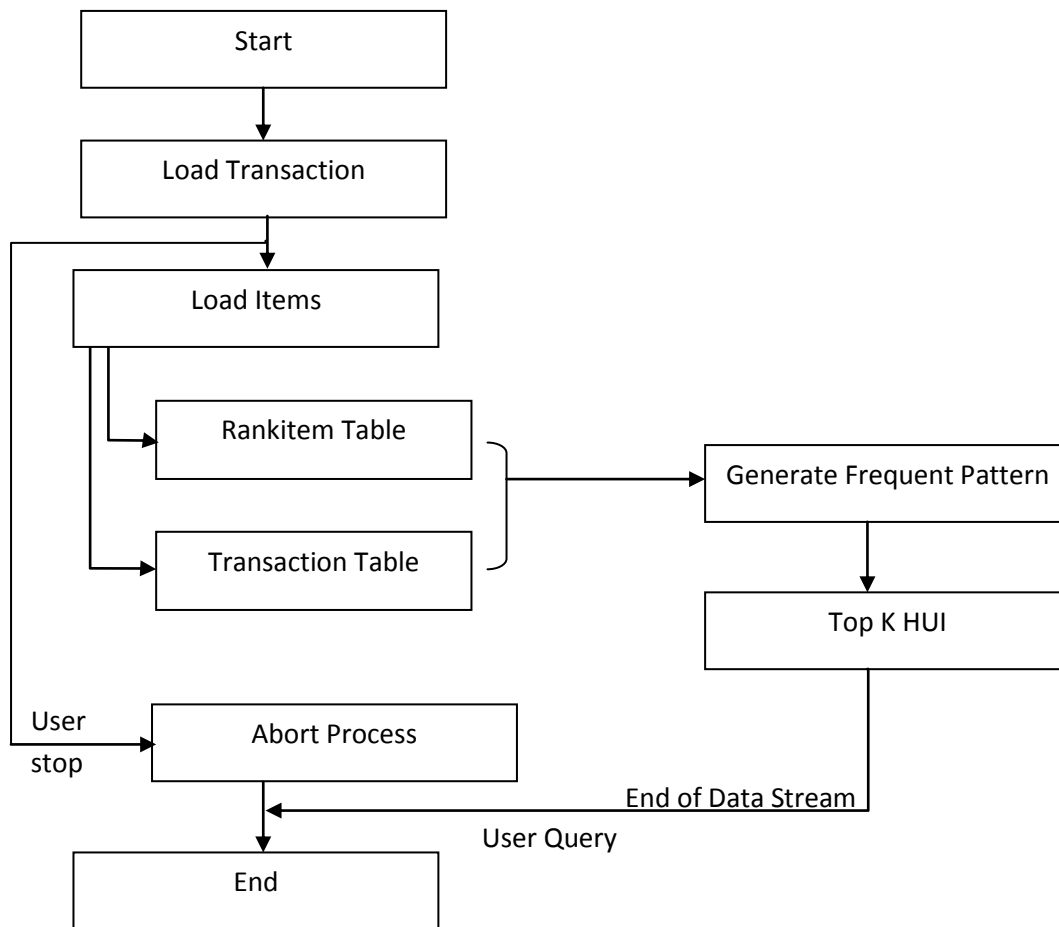 Start
Load Transaction
Load Items
Rankitem Table
Generate Frequent Pattern
Transaction Table
Top K HUI
User
stop
Abort Process
End of Data Stream
User Query
End